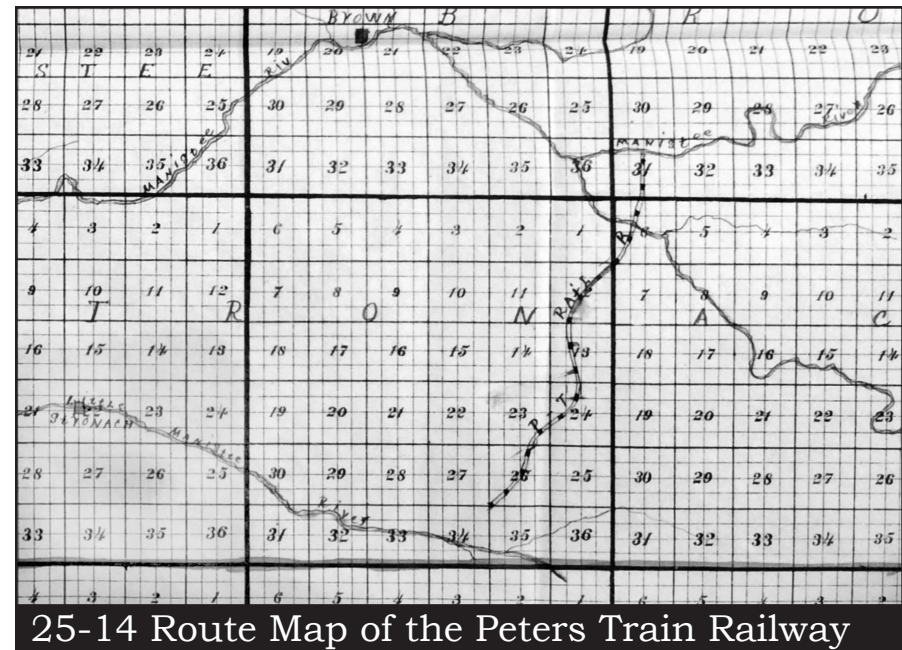 BROWN B R O
21 22 23 24 19 20 21 22 23 24 19 20 21 22 23
S T E E
Riv
28 27 26 25 30 29 28 27 26 25 30 29 28 27 26
River
MANISTEE
MANISTEE
33 34 35 36 31 32 33 34 35 36 31 32 33 34 35
4 3 2 1 6 5 4 3 2 1 6 5 4 3 2
R
9 10 11 12 7 8 9 10 11 7 8 9 10 11
RAIL
T R O N A C
16 15 14 13 18 17 16 15 14 13 18 17 16 15 14
T
P
LITTLE
21 22 23 24 19 20 21 22 23 24 19 20 21 22 23
STRONACH
MANISTEE
28 27 26 25 30 29 28 27 26 25 30 29 28 27 26
River
33 34 35 36 31 32 33 34 35 36 31 32 33 34 35
4 3 2 1 6 5 4 3 2 1 6 5 4 3 2
25-14 Route Map of the Peters Train Railway